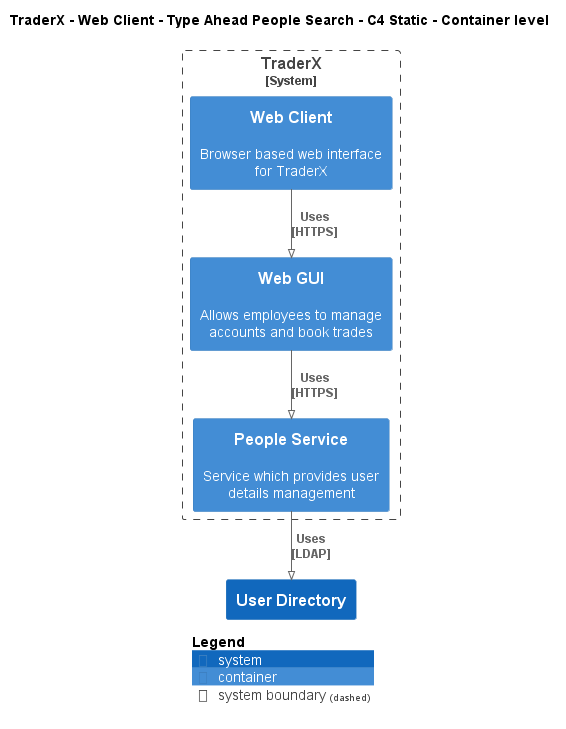 TraderX - Web Client - Type Ahead People Search - C4 Static - Container level
TraderX
[System]
Web Client
Browser based web interface
for TraderX
Uses
[HTTPS]
Web GUI
Allows employees to manage
accounts and book trades
Uses
[HTTPS]
People Service
Service which provides user
details management
Uses
[LDAP]
User Directory
Legend
system
container
system boundary (dashed)